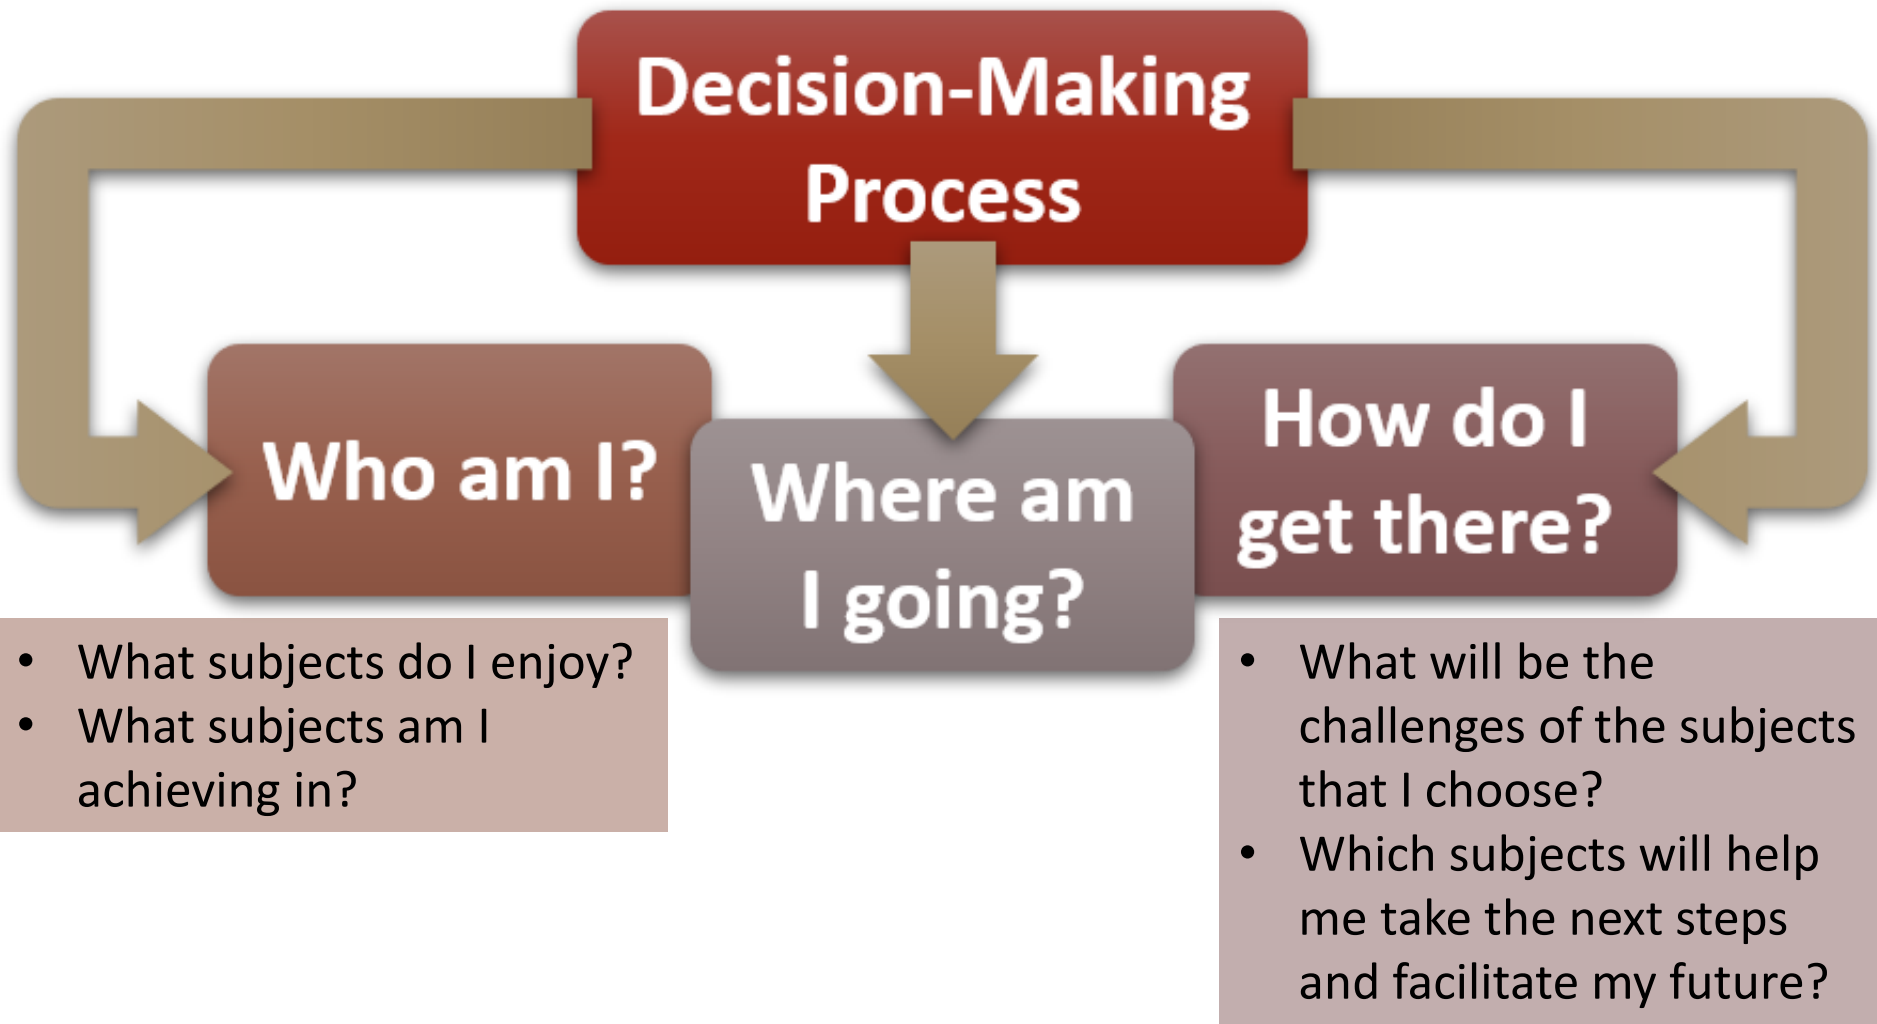 Decision-Making
Process
Who am I?
Where am
I going?
How do I
get there?
• What subjects do I enjoy?
• What subjects am I
achieving in?
• What will be the
challenges of the subjects
that I choose?
• Which subjects will help
me take the next steps
and facilitate my future?